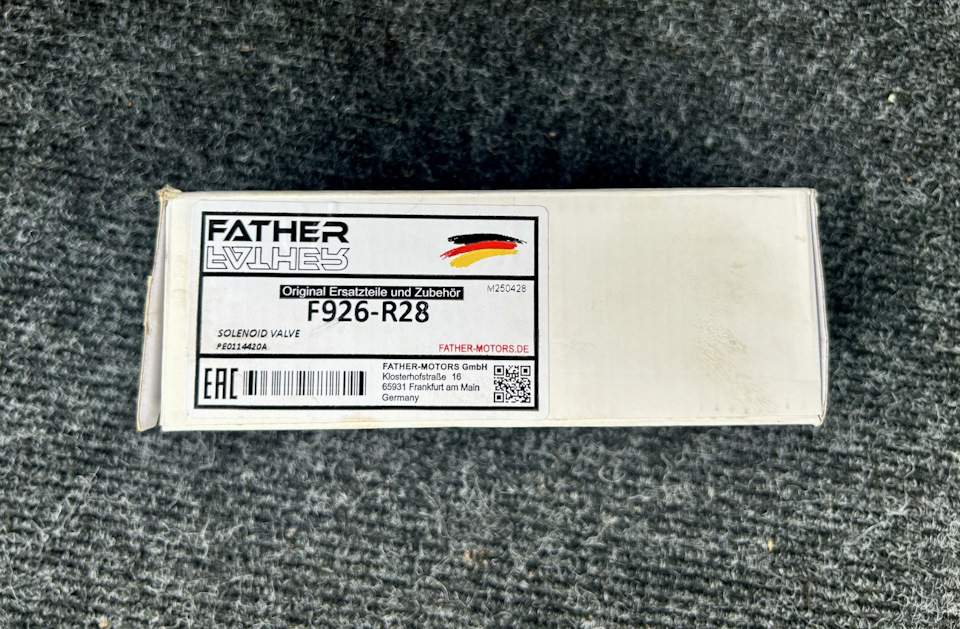 FATHER
FATHER
Original Ersatzteile und Zubehör
M250428
F926-R28
SOLENOID VALVE
PE0114420A
FATHER-MOTORS.DE
EAC
FATHER-MOTORS GmbH
Klosterhofstraße 16
65931 Frankfurt am Main
Germany